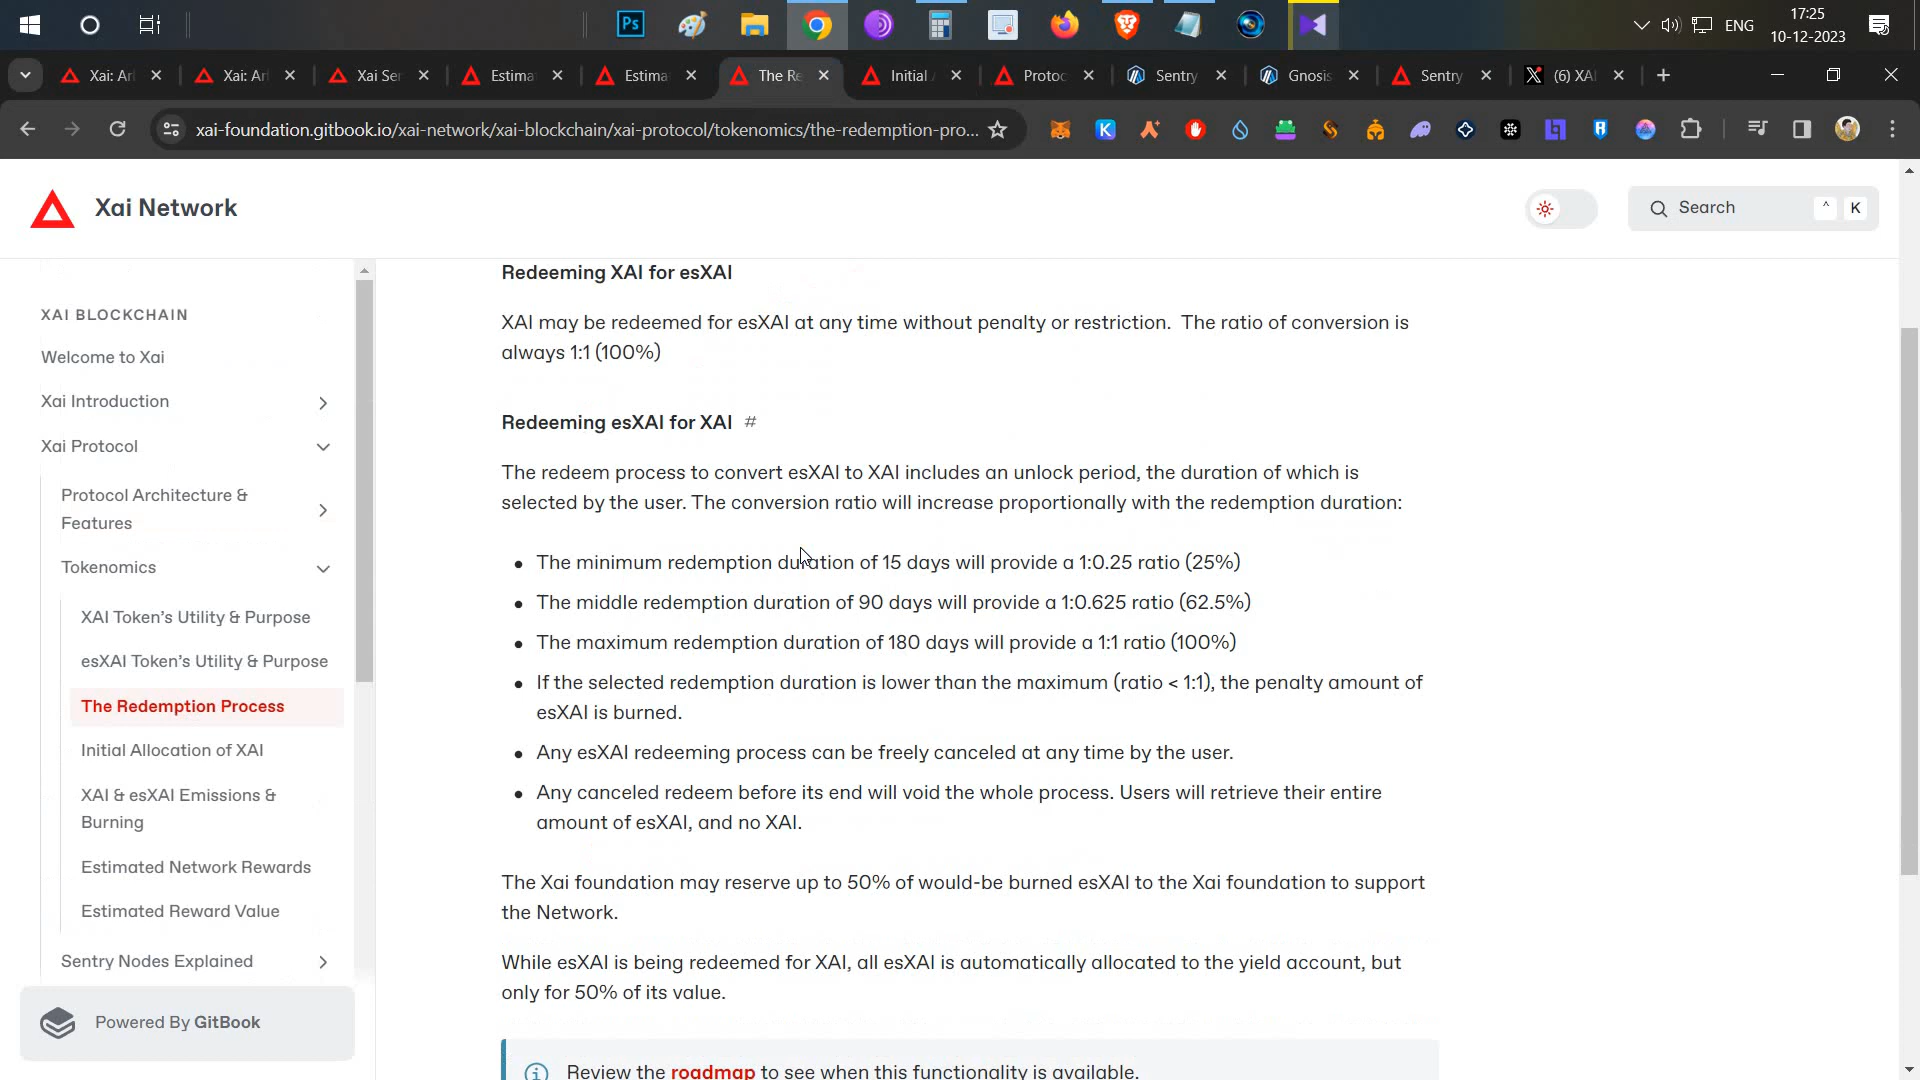 Ps
ENG
17:25
10-12-2023
Xai: Ar
Xai: Ar
Xai Ser
Estima
Estima
The Re
Initial
Protoc
Sentry
Gnosis
Sentry
(6) XAI
xai-foundation.gitbook.io/xai-network/xai-blockchain/xai-protocol/tokenomics/the-redemption-pro...
Xai Network
Search
^
K
XAI BLOCKCHAIN
Welcome to Xai
Xai Introduction
Xai Protocol
Protocol Architecture &
Features
Tokenomics
XAI Token's Utility & Purpose
esXAI Token's Utility & Purpose
The Redemption Process
Initial Allocation of XAI
XAI & esXAI Emissions &
Burning
Estimated Network Rewards
Estimated Reward Value
Sentry Nodes Explained
Powered By GitBook
Redeeming XAI for esXAI
XAI may be redeemed for esXAI at any time without penalty or restriction. The ratio of conversion is
always 1:1 (100%)
Redeeming esXAI for XAI #
The redeem process to convert esXAI to XAI includes an unlock period, the duration of which is
selected by the user. The conversion ratio will increase proportionally with the redemption duration:
• The minimum redemption duration of 15 days will provide a 1:0.25 ratio (25%)
• The middle redemption duration of 90 days will provide a 1:0.625 ratio (62.5%)
• The maximum redemption duration of 180 days will provide a 1:1 ratio (100%)
• If the selected redemption duration is lower than the maximum (ratio < 1:1), the penalty amount of
esXAI is burned.
• Any esXAI redeeming process can be freely canceled at any time by the user.
• Any canceled redeem before its end will void the whole process. Users will retrieve their entire
amount of esXAI, and no XAI.
The Xai foundation may reserve up to 50% of would-be burned esXAI to the Xai foundation to support
the Network.
While esXAI is being redeemed for XAI, all esXAI is automatically allocated to the yield account, but
only for 50% of its value.
Review the roadmap to see when this functionality is available.